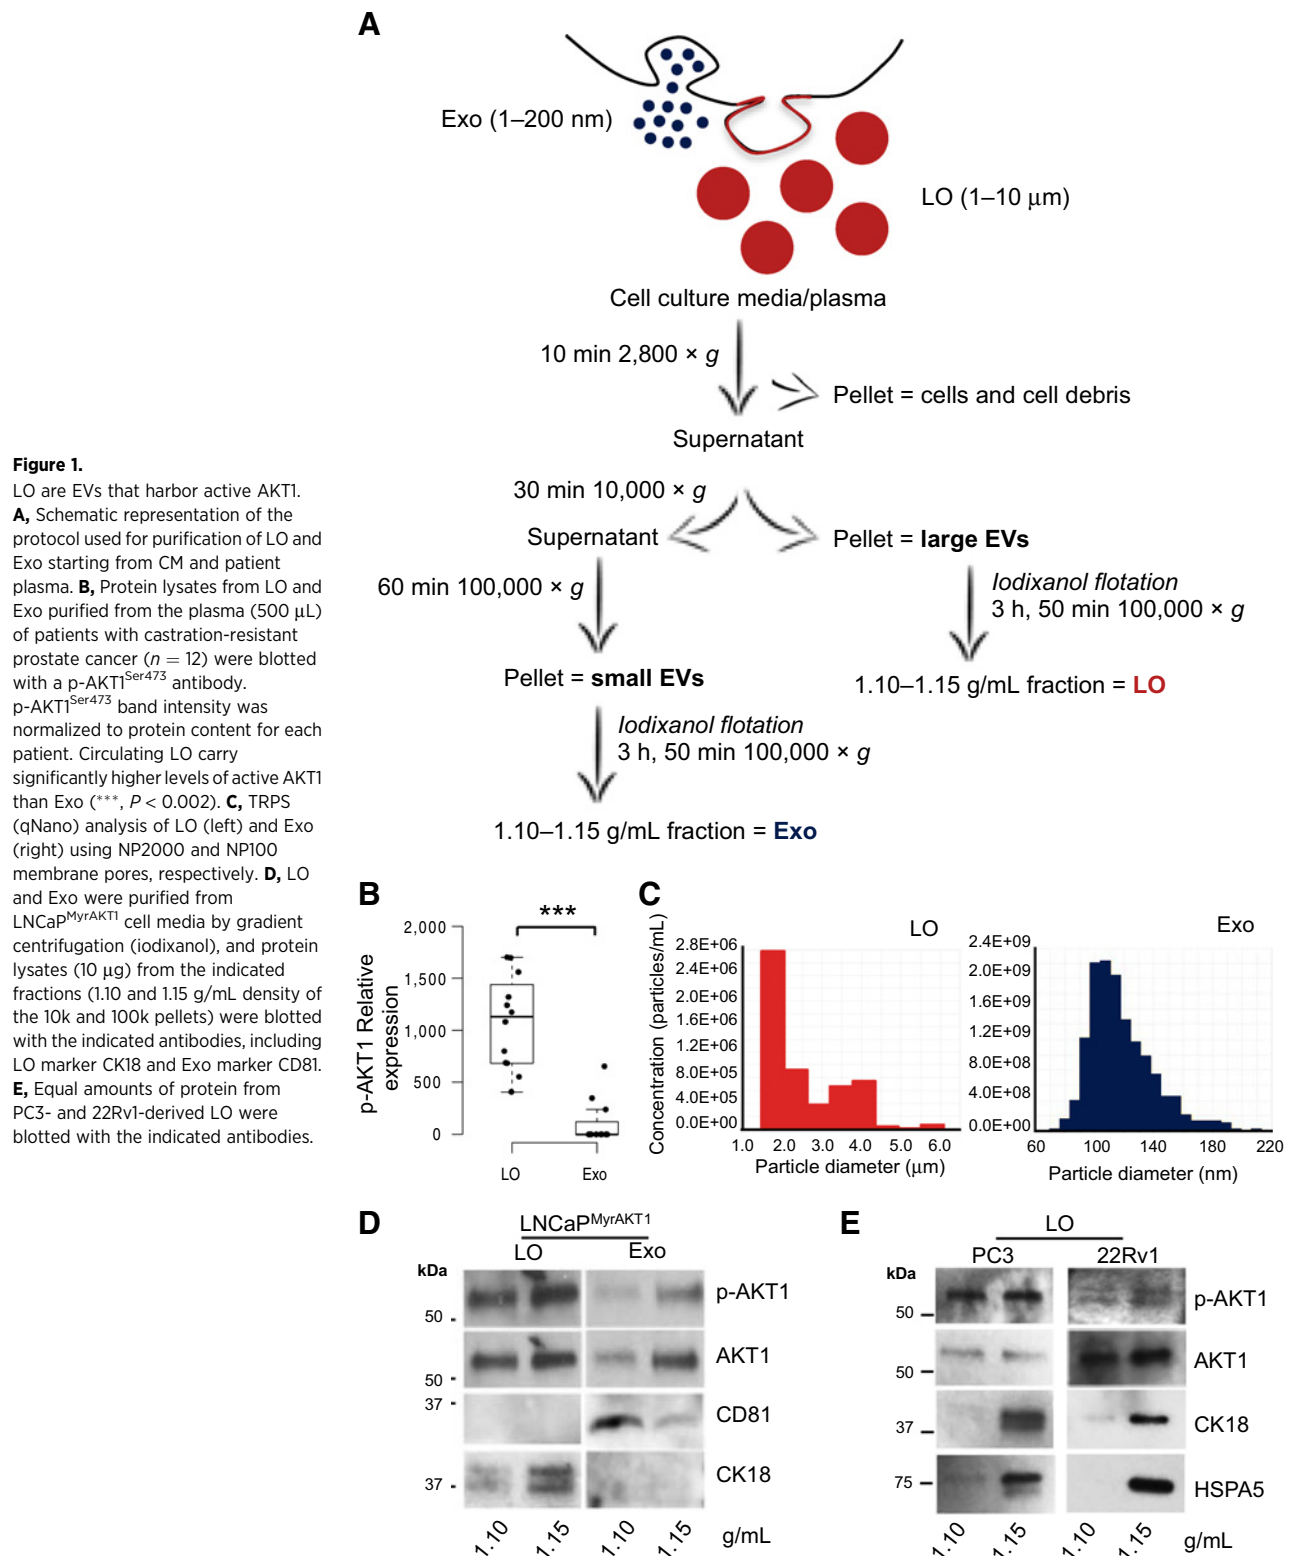 Figure 1.
LO are EVs that harbor active AKT1.
A, Schematic representation of the
protocol used for purification of LO and
Exo starting from CM and patient
plasma. B, Protein lysates from LO and
Exo purified from the plasma (500 μL)
of patients with castration-resistant
prostate cancer (n = 12) were blotted
with a p-AKT1Ser473 antibody.
p-AKT1Ser473 band intensity was
normalized to protein content for each
patient. Circulating LO carry
significantly higher levels of active AKT1
than Exo (***, P < 0.002). C, TRPS
(qNano) analysis of LO (left) and Exo
(right) using NP2000 and NP100
membrane pores, respectively. D, LO
and Exo were purified from
LNCaPMyrAKT1 cell media by gradient
centrifugation (iodixanol), and protein
lysates (10 μg) from the indicated
fractions (1.10 and 1.15 g/mL density of
the 10k and 100k pellets) were blotted
with the indicated antibodies, including
LO marker CK18 and Exo marker CD81.
E, Equal amounts of protein from
PC3- and 22Rv1-derived LO were
blotted with the indicated antibodies.
A
Exo (1–200 nm)
LO (1–10 μm)
Cell culture media/plasma
10 min 2,800 × g
Pellet = cells and cell debris
Supernatant
30 min 10,000 × g
Supernatant
Pellet = large EVs
60 min 100,000 × g
Iodixanol flotation
3 h, 50 min 100,000 × g
Pellet = small EVs
1.10–1.15 g/mL fraction = LO
Iodixanol flotation
3 h, 50 min 100,000 × g
1.10–1.15 g/mL fraction = Exo
B
***
p-AKT1 Relative
expression
2,000
1,500
1,000
500
0
LO Exo
C
LO
Concentration (particles/mL)
2.8E+06
2.4E+06
2.0E+06
1.6E+06
1.2E+06
8.0E+05
4.0E+05
0.0E+00
1.0 2.0 3.0 4.0 5.0 6.0
Particle diameter (μm)
Exo
2.4E+09
2.0E+09
1.6E+09
1.2E+09
8.0E+08
4.0E+08
0.0E+00
60 100 140 180 220
Particle diameter (nm)
D
LNCaPMyrAKT1
LO Exo
kDa
p-AKT1
50
AKT1
50
37
CD81
CK18
37
1.10 1.15 1.10 1.15 g/mL
E
LO
PC3 22Rv1
kDa
p-AKT1
50
AKT1
50
CK18
37
75
HSPA5
1.10 1.15 1.10 1.15 g/mL